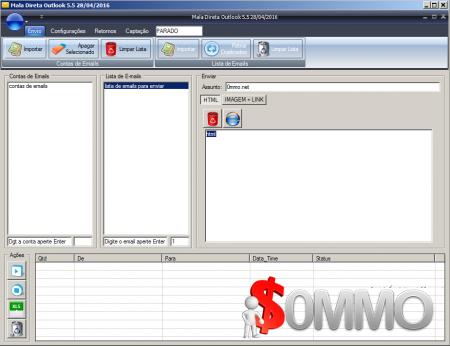 Mala Direta Outlook 5.5 28/04/2016
Mala Direta Outlook 5.5 28/04/2016
Envio Configurações Retornos Captação PARADO
Importar Apagar Selecionado Limpar Lista Importar Retirar Duplicados Limpar Lista
Contas de Emails Lista de Emails
Contas de Emails
contas de emails
Dgt a conta aperte Enter
Lista de E-mails
lista de emails para enviar
Digite o email aperte Enter 1
Enviar
Assunto: 0mmo.net
HTML IMAGEM + LINK
html
Ações
XLS
Qtd De Para Data_Time Status
$0MMO